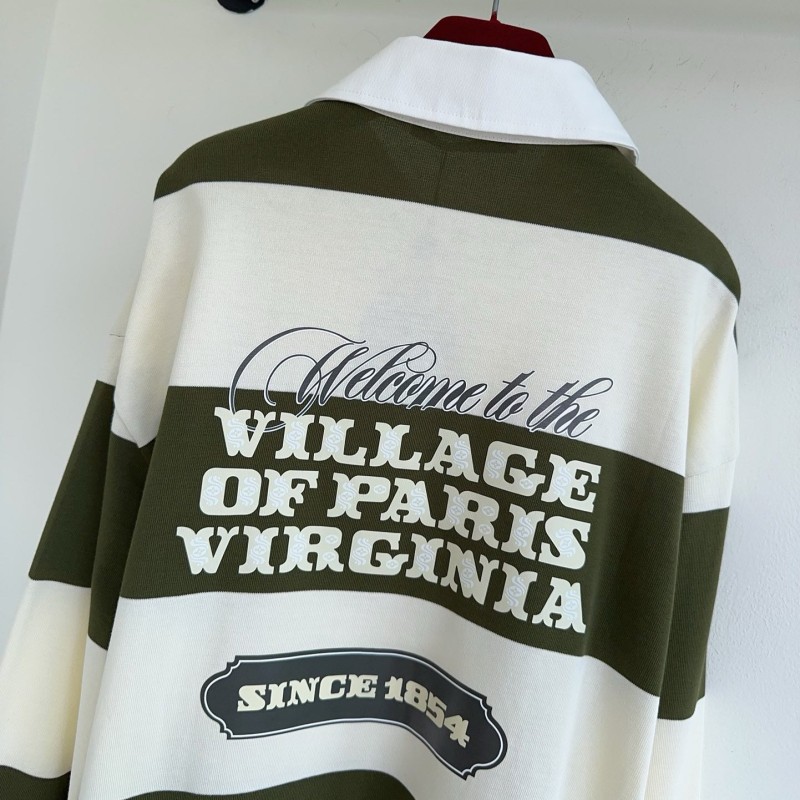 Welcome to the
VILLAGE
OF PARIS
VIRGINIA
SINCE 1854